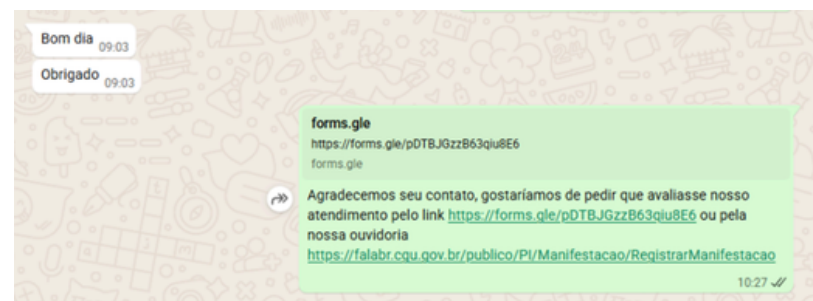 Bom dia 09:03
Obrigado 09:03
forms.gle
https://forms.gle/pDTBJGzzB63qiu8E6
forms.gle
Agradecemos seu contato, gostaríamos de pedir que avaliasse nosso
atendimento pelo link https://forms.gle/pDTBJGzzB63qiu8E6 ou pela
nossa ouvidoria
https://falabr.cgu.gov.br/publico/PI/Manifestacao/RegistrarManifestacao
10:27